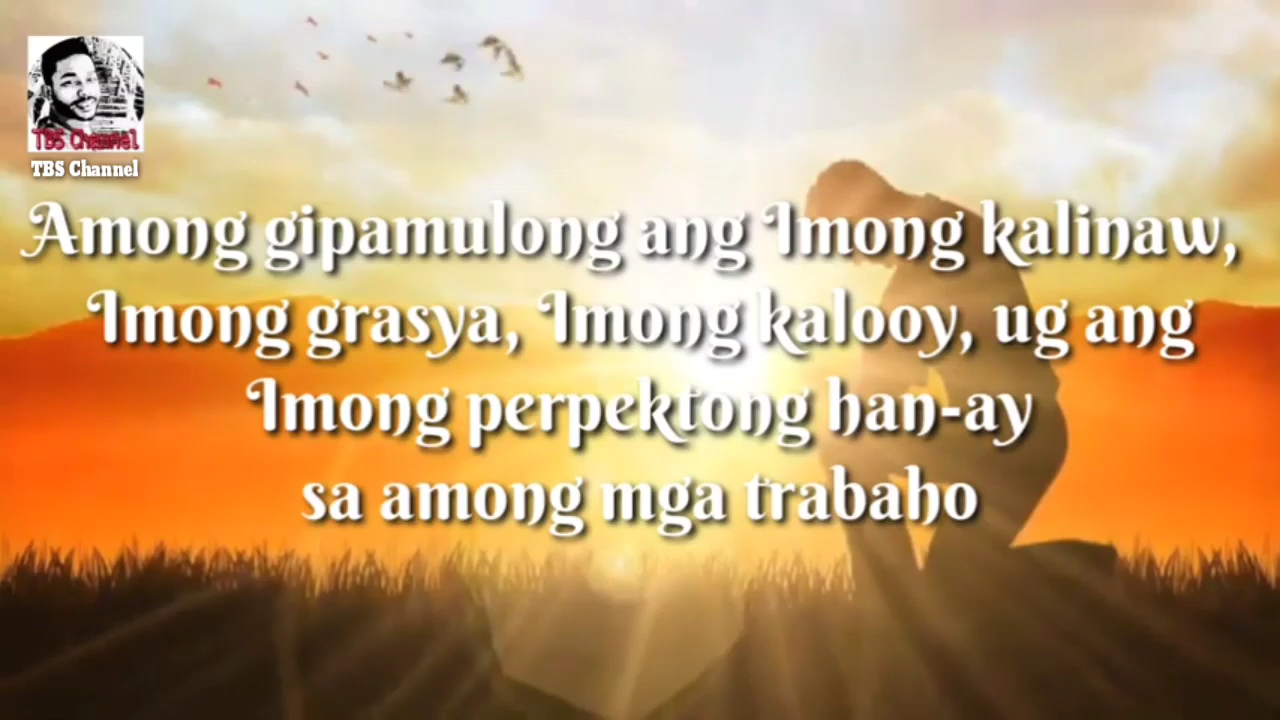 TBS Channel
TBS Channel
Among gipamulong ang Imong kalinaw,
Imong grasya, Imong kalooy, ug ang
Imong perpektong han-ay
sa among mga trabaho